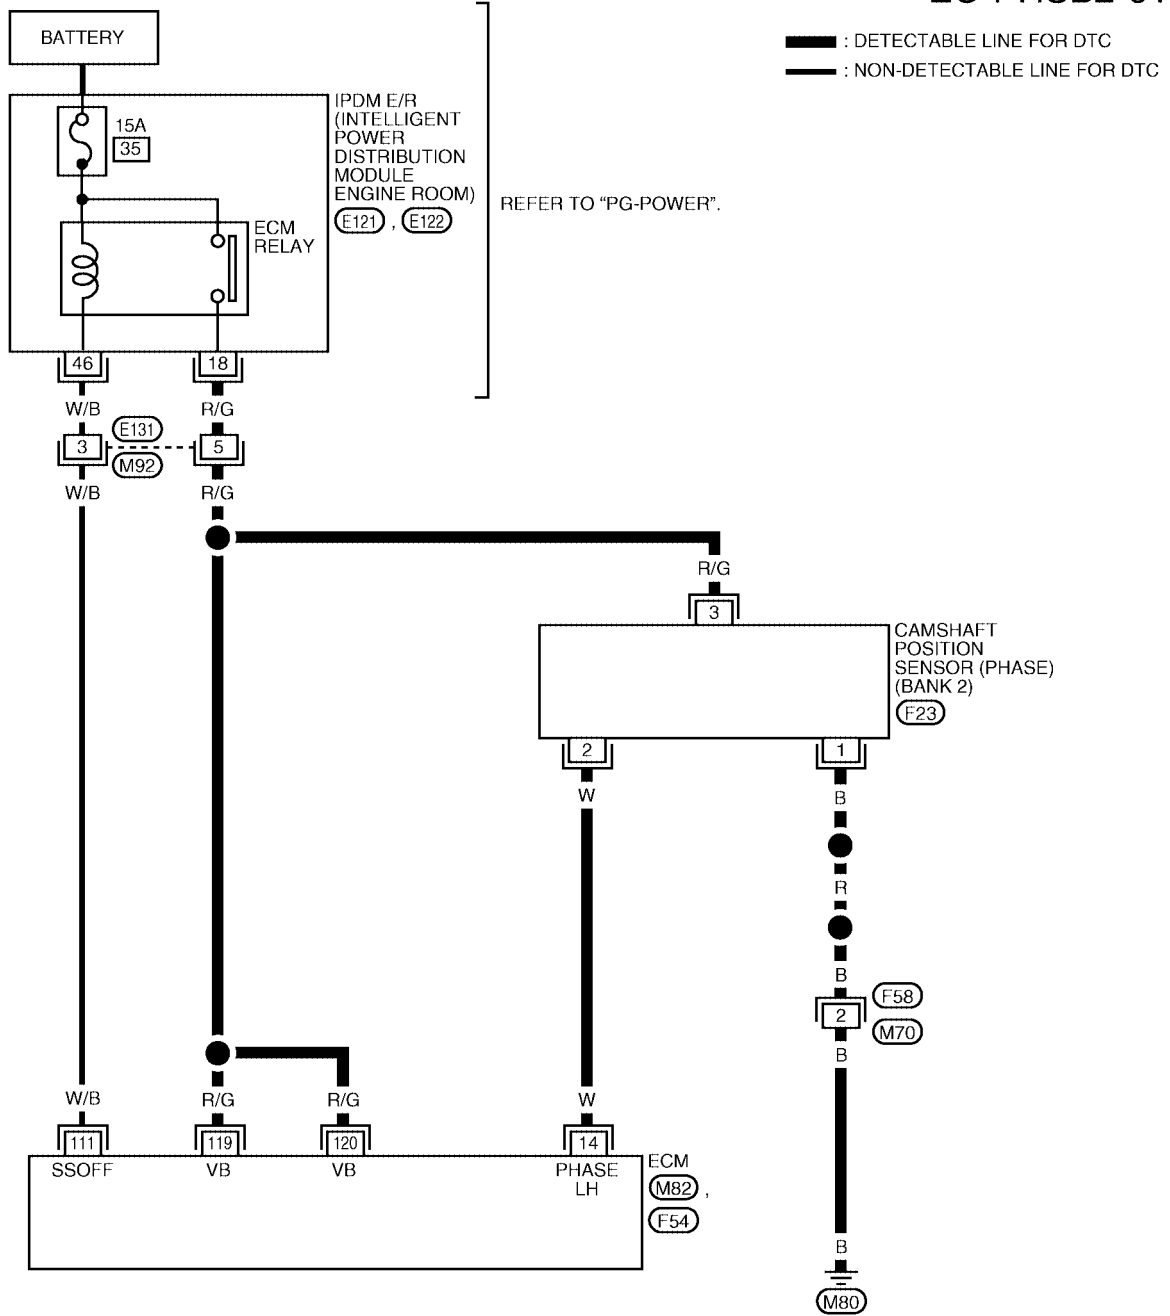 BATTERY
: DETECTABLE LINE FOR DTC
: NON-DETECTABLE LINE FOR DTC
15A
35
IPDM E/R
(INTELLIGENT
POWER
DISTRIBUTION
MODULE
ENGINE ROOM)
E121 , E122
REFER TO “PG-POWER”.
ECM
RELAY
46
18
W/B
R/G
3
E131
M92
5
W/B
R/G
R/G
3
CAMSHAFT
POSITION
SENSOR (PHASE)
(BANK 2)
F23
2
1
W
B
R
B
2
F58
M70
B
W/B
R/G
R/G
W
111
119
120
14
SSOFF
VB
VB
PHASE
LH
ECM
M82 ,
F54
B
M80